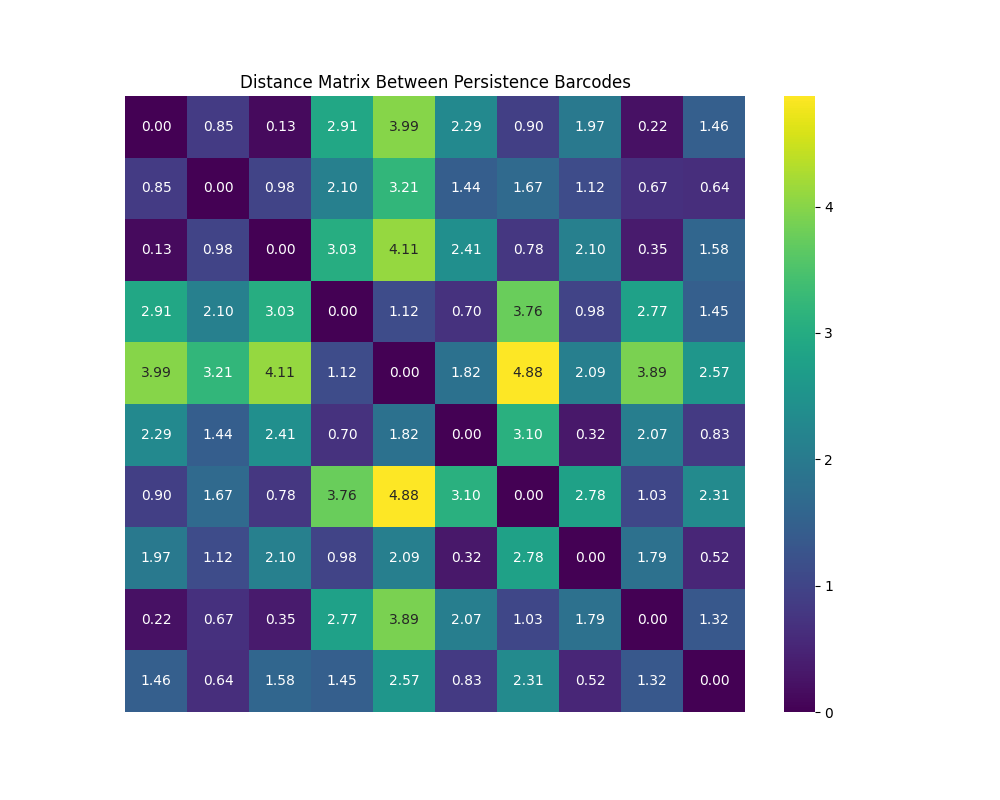 Distance Matrix Between Persistence Barcodes
0.00 0.85 0.13 2.91 3.99 2.29 0.90 1.97 0.22 1.46
0.85 0.00 0.98 2.10 3.21 1.44 1.67 1.12 0.67 0.64
4
0.13 0.98 0.00 3.03 4.11 2.41 0.78 2.10 0.35 1.58
2.91 2.10 3.03 0.00 1.12 0.70 3.76 0.98 2.77 1.45
3
3.99 3.21 4.11 1.12 0.00 1.82 4.88 2.09 3.89 2.57
2.29 1.44 2.41 0.70 1.82 0.00 3.10 0.32 2.07 0.83
2
0.90 1.67 0.78 3.76 4.88 3.10 0.00 2.78 1.03 2.31
1.97 1.12 2.10 0.98 2.09 0.32 2.78 0.00 1.79 0.52
1
0.22 0.67 0.35 2.77 3.89 2.07 1.03 1.79 0.00 1.32
1.46 0.64 1.58 1.45 2.57 0.83 2.31 0.52 1.32 0.00
0